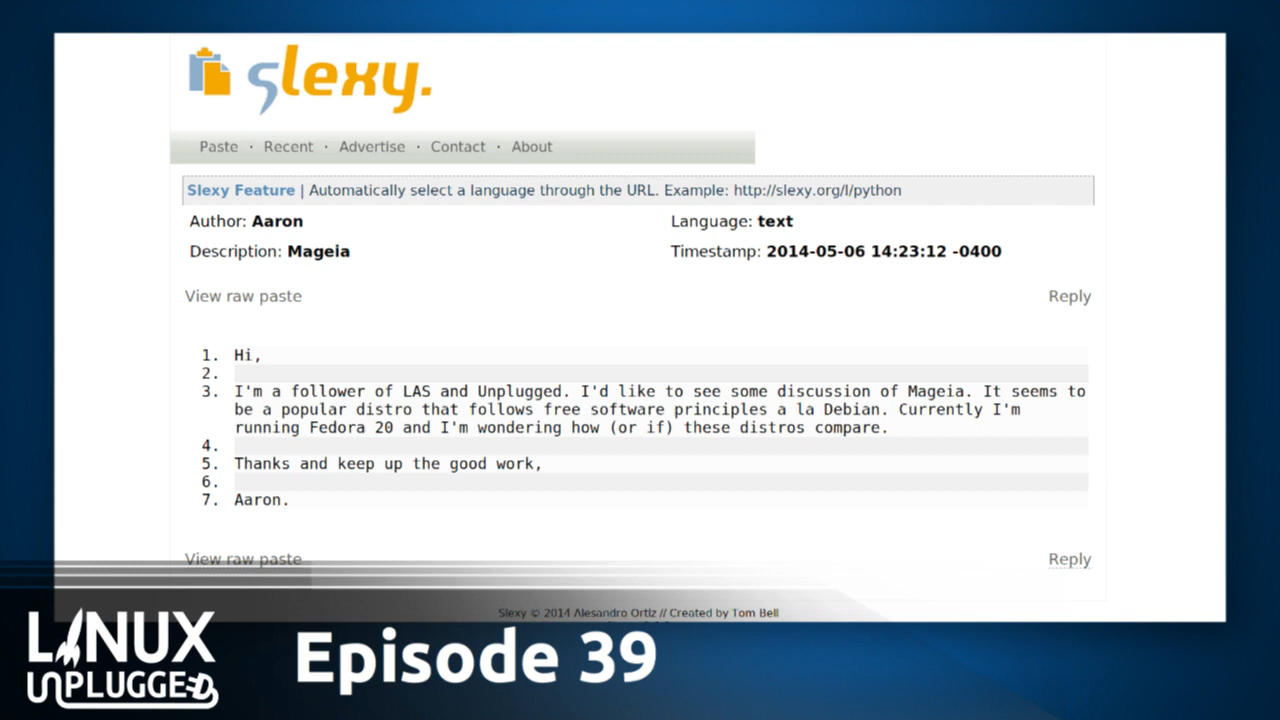 slexy.
Paste · Recent · Advertise · Contact · About
Slexy Feature | Automatically select a language through the URL. Example: http://slexy.org/l/python
Author: Aaron
Language: text
Description: Mageia
Timestamp: 2014-05-06 14:23:12 -0400
View raw paste
Reply
1. Hi,
2.
3. I'm a follower of LAS and Unplugged. I'd like to see some discussion of Mageia. It seems to
be a popular distro that follows free software principles a la Debian. Currently I'm
running Fedora 20 and I'm wondering how (or if) these distros compare.
4.
5. Thanks and keep up the good work,
6.
7. Aaron.
View raw paste
Reply
Slexy © 2014 Alesandro Ortiz // Created by Tom Bell
LINUX
UNPLUGGED
Episode 39